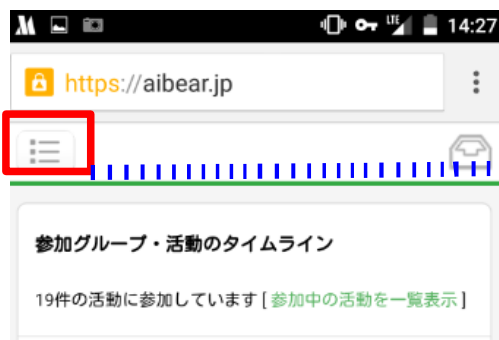 LTE 14:27
https://aibear.jp
参加グループ・活動のタイムライン
19件の活動に参加しています [ 参加中の活動を一覧表示 ]